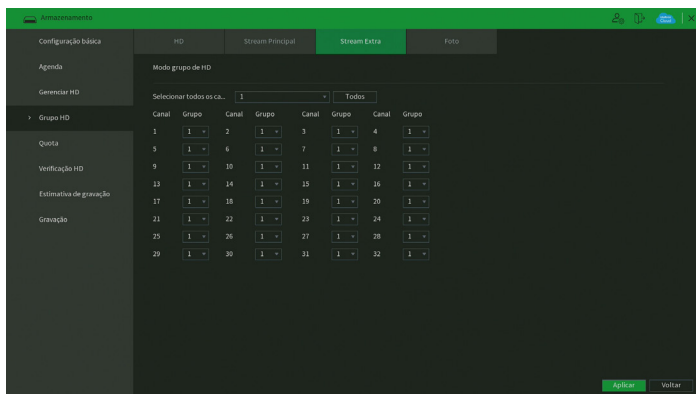 Armazenamento
Configuração básica
Agenda
Gerenciar HD
> Grupo HD
Quota
Verificação HD
Estimativa de gravação
Gravação
HD Stream Principal Stream Extra Foto
Modo grupo de HD
Selecionar todos os ca... 1 Todos
Canal Grupo Canal Grupo Canal Grupo Canal Grupo
1 1 2 1 3 1 4 1
5 1 6 1 7 1 8 1
9 1 10 1 11 1 12 1
13 1 14 1 15 1 16 1
17 1 18 1 19 1 20 1
21 1 22 1 23 1 24 1
25 1 26 1 27 1 28 1
29 1 30 1 31 1 32 1
Aplicar Voltar